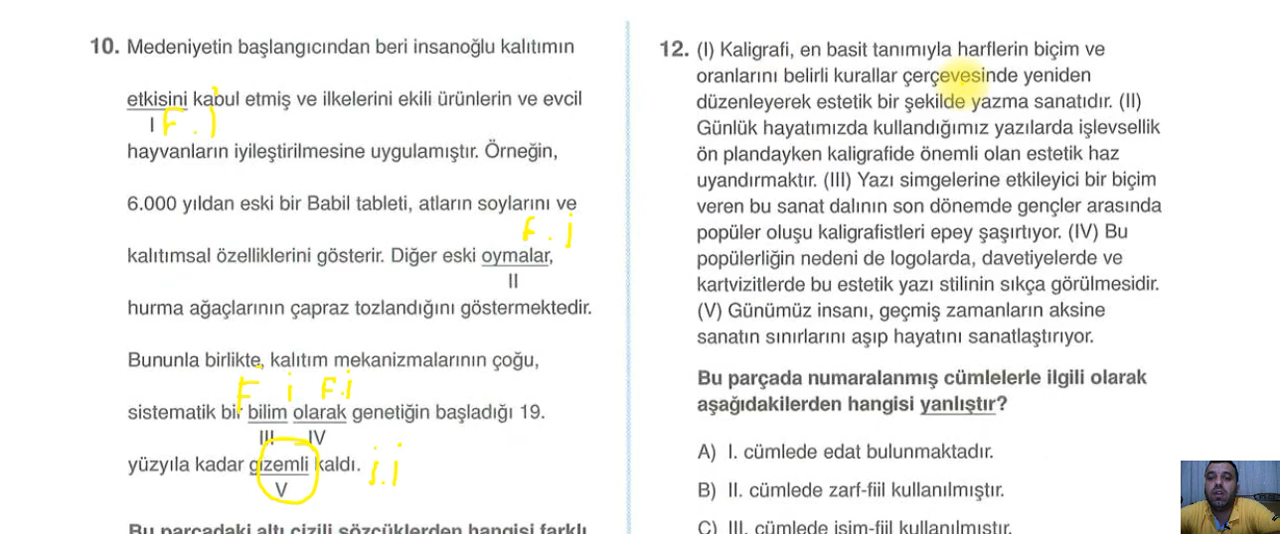 10. Medeniyetin başlangıcından beri insanoğlu kalıtımın
etkisini kabul etmiş ve ilkelerini ekili ürünlerin ve evcil
I F. i
hayvanların iyileştirilmesine uygulamıştır. Örneğin,
6.000 yıldan eski bir Babil tableti, atların soylarını ve
F. i
kalıtımsal özelliklerini gösterir. Diğer eski oymalar,
II
hurma ağaçlarının çapraz tozlandığını göstermektedir.
Bununla birlikte, kalıtım mekanizmalarının çoğu,
F i F.i
sistematik bir bilim olarak genetiğin başladığı 19.
III IV
yüzyıla kadar gizemli kaldı. i.i
V
Bu parçadaki altı çizili sözcüklerden hangisi farklı
12. (I) Kaligrafi, en basit tanımıyla harflerin biçim ve
oranlarını belirli kurallar çerçevesinde yeniden
düzenleyerek estetik bir şekilde yazma sanatıdır. (II)
Günlük hayatımızda kullandığımız yazılarda işlevsellik
ön plandayken kaligrafide önemli olan estetik haz
uyandırmaktır. (III) Yazı simgelerine etkileyici bir biçim
veren bu sanat dalının son dönemde gençler arasında
popüler oluşu kaligrafistleri epey şaşırtıyor. (IV) Bu
popülerliğin nedeni de logolarda, davetiyelerde ve
kartvizitlerde bu estetik yazı stilinin sıkça görülmesidir.
(V) Günümüz insanı, geçmiş zamanların aksine
sanatın sınırlarını aşıp hayatını sanatlaştırıyor.
Bu parçada numaralanmış cümlelerle ilgili olarak
aşağıdakilerden hangisi yanlıştır?
A) I. cümlede edat bulunmaktadır.
B) II. cümlede zarf-fiil kullanılmıştır.
C) III. cümlede isim-fiil kullanılmıştır.